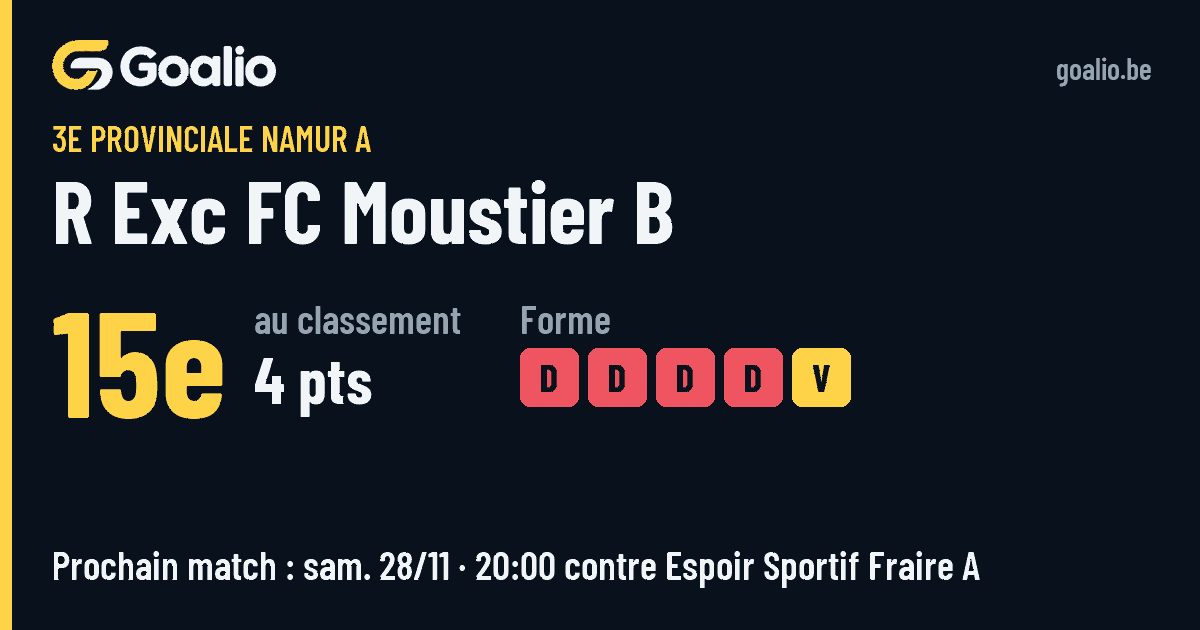 Goalio
goalio.be
3E PROVINCIALE NAMUR A
R Exc FC Moustier B
15e
au classement
4 pts
Forme
D D D D V
Prochain match : sam. 28/11 · 20:00 contre Espoir Sportif Fraire A